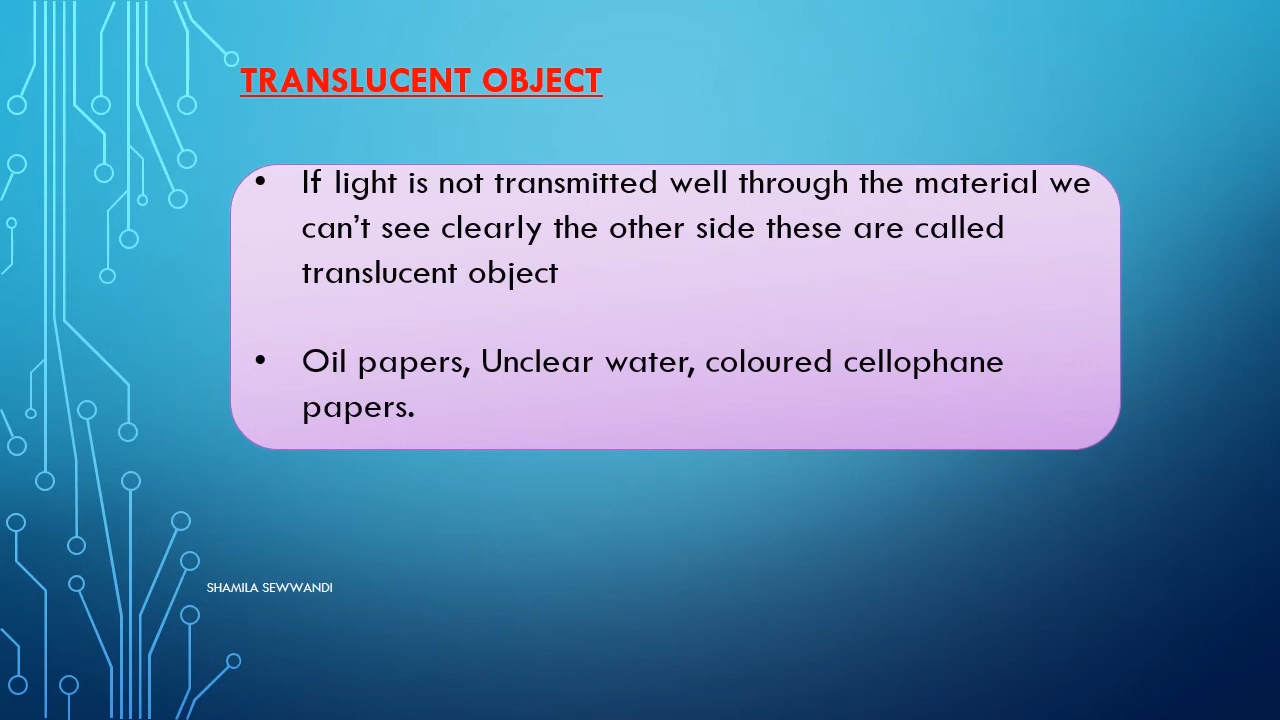 TRANSLUCENT OBJECT
• If light is not transmitted well through the material we
can't see clearly the other side these are called
translucent object
• Oil papers, Unclear water, coloured cellophane
papers.
SHAMILA SEWWANDI